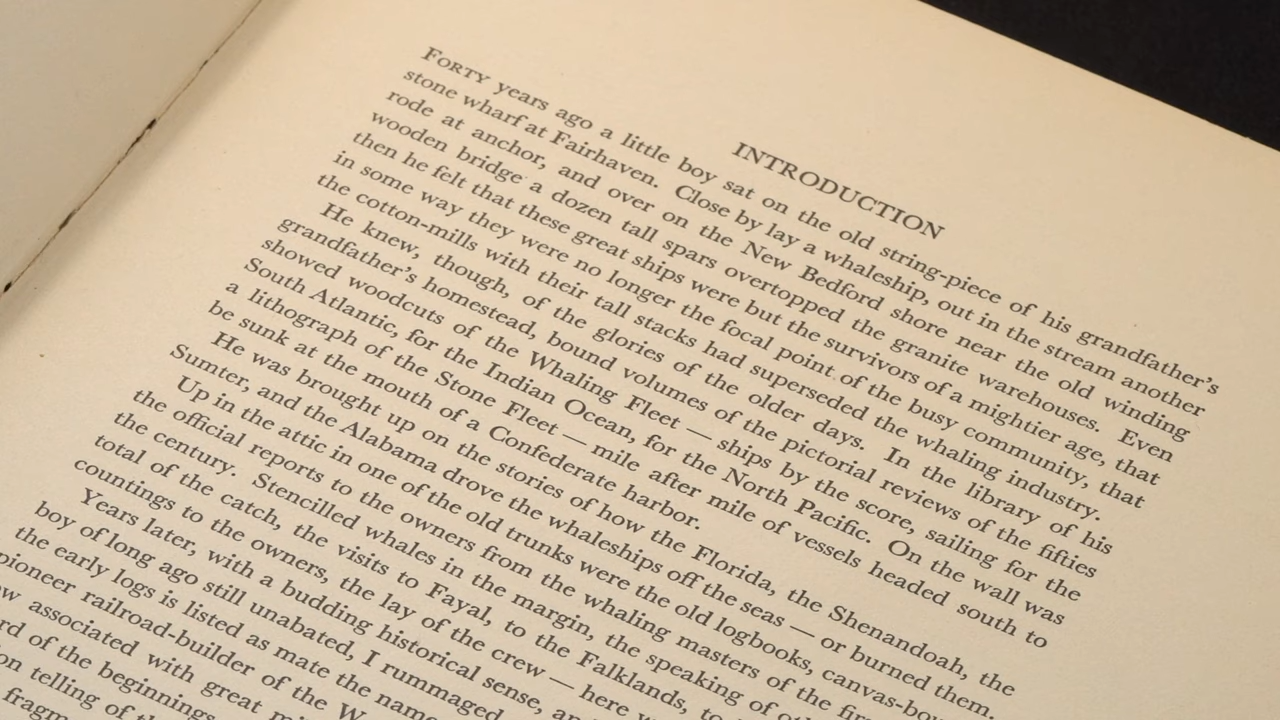 INTRODUCTION
FORTY years ago a little boy sat on the old string-piece of his grandfather's
stone wharf at Fairhaven. Close by lay a whaleship, out in the stream another
rode at anchor, and over on the New Bedford shore near the old winding
wooden bridge a dozen tall spars overtopped the granite warehouses. Even
then he felt that these great ships were but the survivors of a mightier age, that
in some way they were no longer the focal point of the busy community, that
the cotton-mills with their tall stacks had superseded the whaling industry.
He knew, though, of the glories of the older days. In the library of his
grandfather's homestead, bound volumes of the pictorial reviews of the fifties
showed woodcuts of the Whaling Fleet — ships by the score, sailing for the
South Atlantic, for the Indian Ocean, for the North Pacific. On the wall was
a lithograph of the Stone Fleet — mile after mile of vessels headed south to
be sunk at the mouth of a Confederate harbor.
He was brought up on the stories of how the Florida, the Shenandoah, the
Sumter, and the Alabama drove the whaleships off the seas — or burned them.
Up in the attic in one of the old trunks were the old logbooks,
the official reports to the owners from the whaling masters of the
the century. Stencilled whales in the margin, the speaking of
total of the catch, the visits to Fayal, to the Falklands,
countings to the owners, the lay of the crew — here
Years later, with a budding historical sense,
boy of long ago still unabated, I rummaged
the early logs is listed as mate the name
pioneer railroad-builder of the
associated with great
of the beginnings
telling of